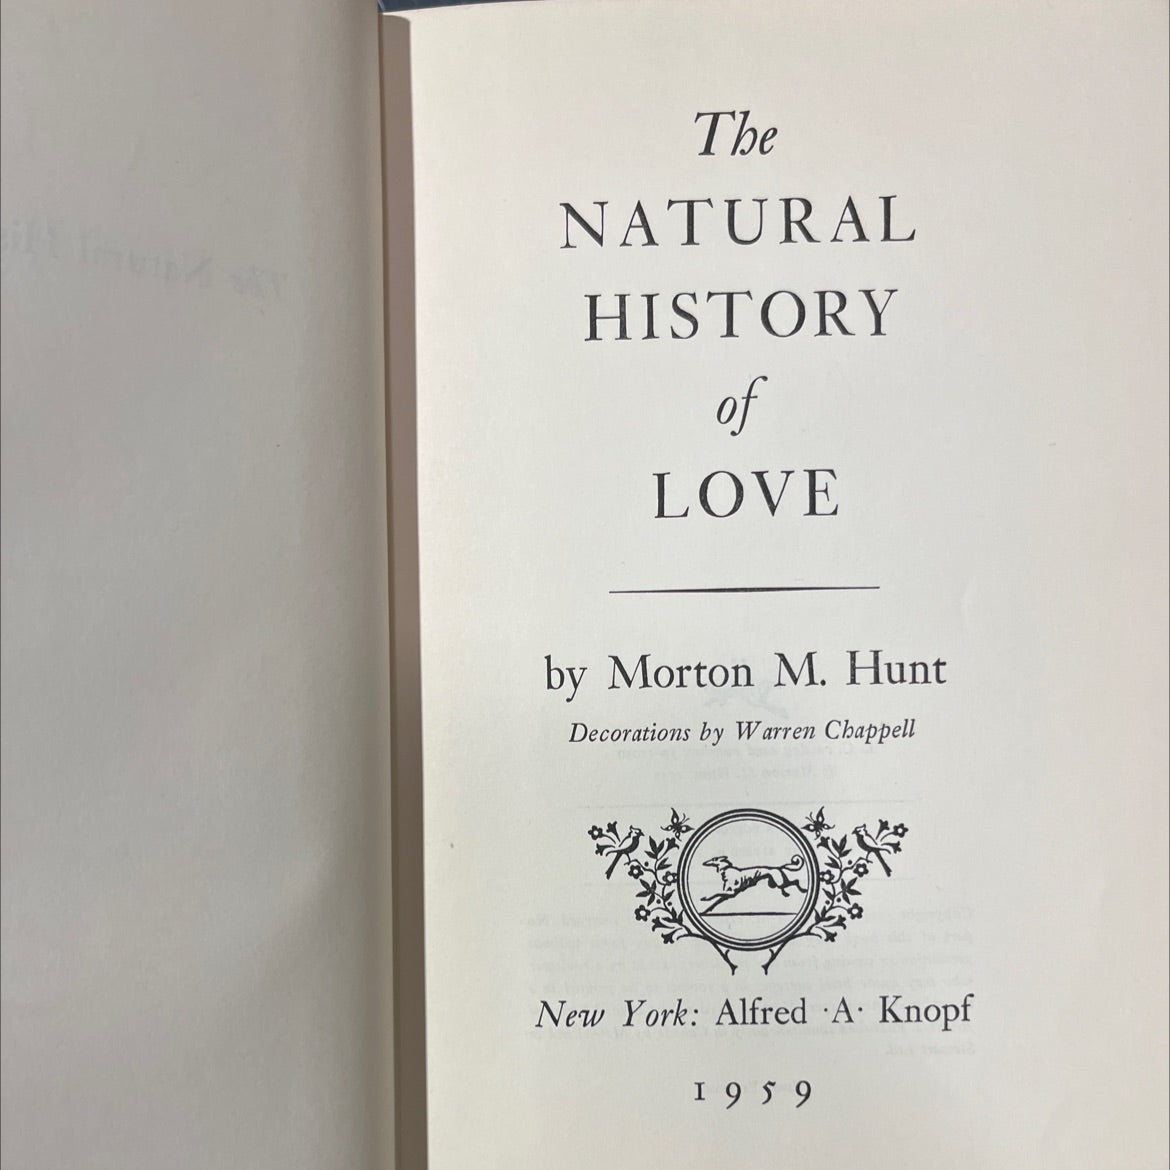 The
NATURAL
HISTORY
of
LOVE
by Morton M. Hunt
Decorations by Warren Chappell
New York: Alfred · A · Knopf
1959